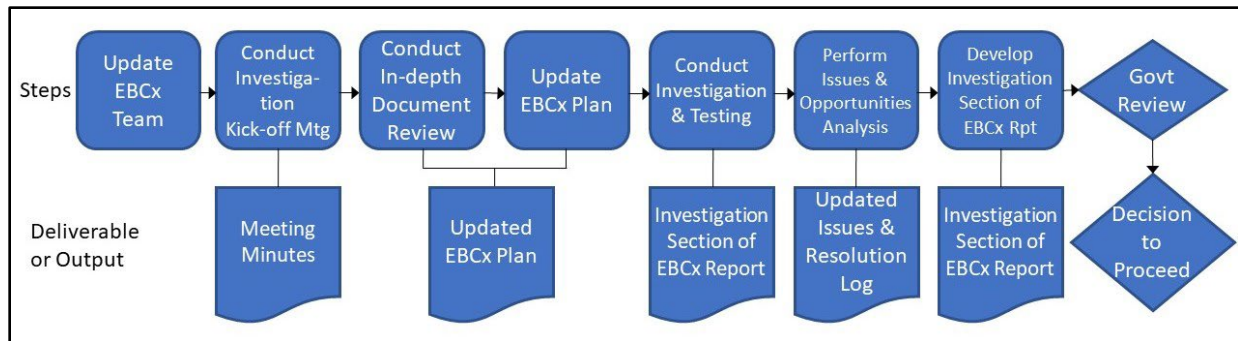 Steps
Update
EBCx
Team
Conduct
Investiga-
tion
Kick-off Mtg
Conduct
In-depth
Document
Review
Update
EBCx Plan
Conduct
Investigation
& Testing
Perform
Issues &
Opportunities
Analysis
Develop
Investigation
Section of
EBCx Rpt
Govt
Review
Deliverable
or Output
Meeting
Minutes
Updated
EBCx Plan
Investigation
Section of
EBCx Report
Updated
Issues &
Resolution
Log
Investigation
Section of
EBCx Report
Decision
to
Proceed